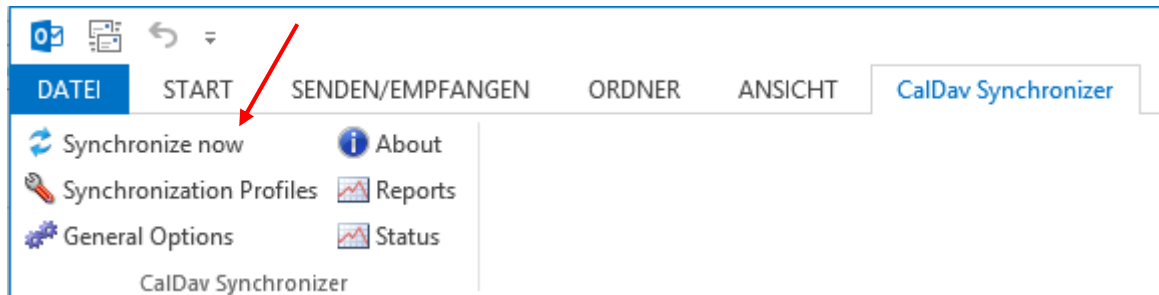 DATEI START SENDEN/EMPFANGEN ORDNER ANSICHT CalDav Synchronizer
Synchronize now About
Synchronization Profiles Reports
General Options Status
CalDav Synchronizer